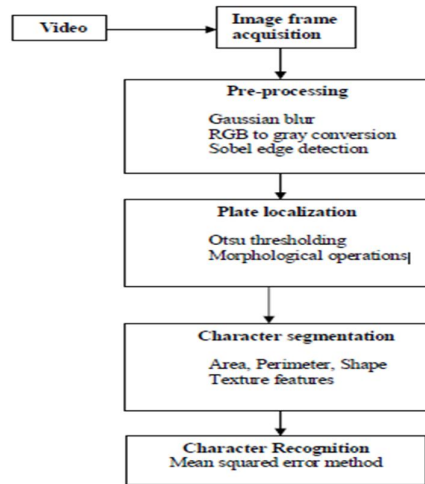 Video
Image frame
acquisition
Pre-processing
Gaussian blur
RGB to gray conversion
Sobel edge detection
Plate localization
Otsu thresholding
Morphological operations
Character segmentation
Area, Perimeter, Shape
Texture features
Character Recognition
Mean squared error method